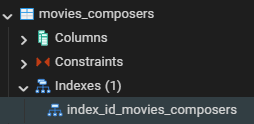 movies_composers
Columns
Constraints
Indexes (1)
index_id_movies_composers